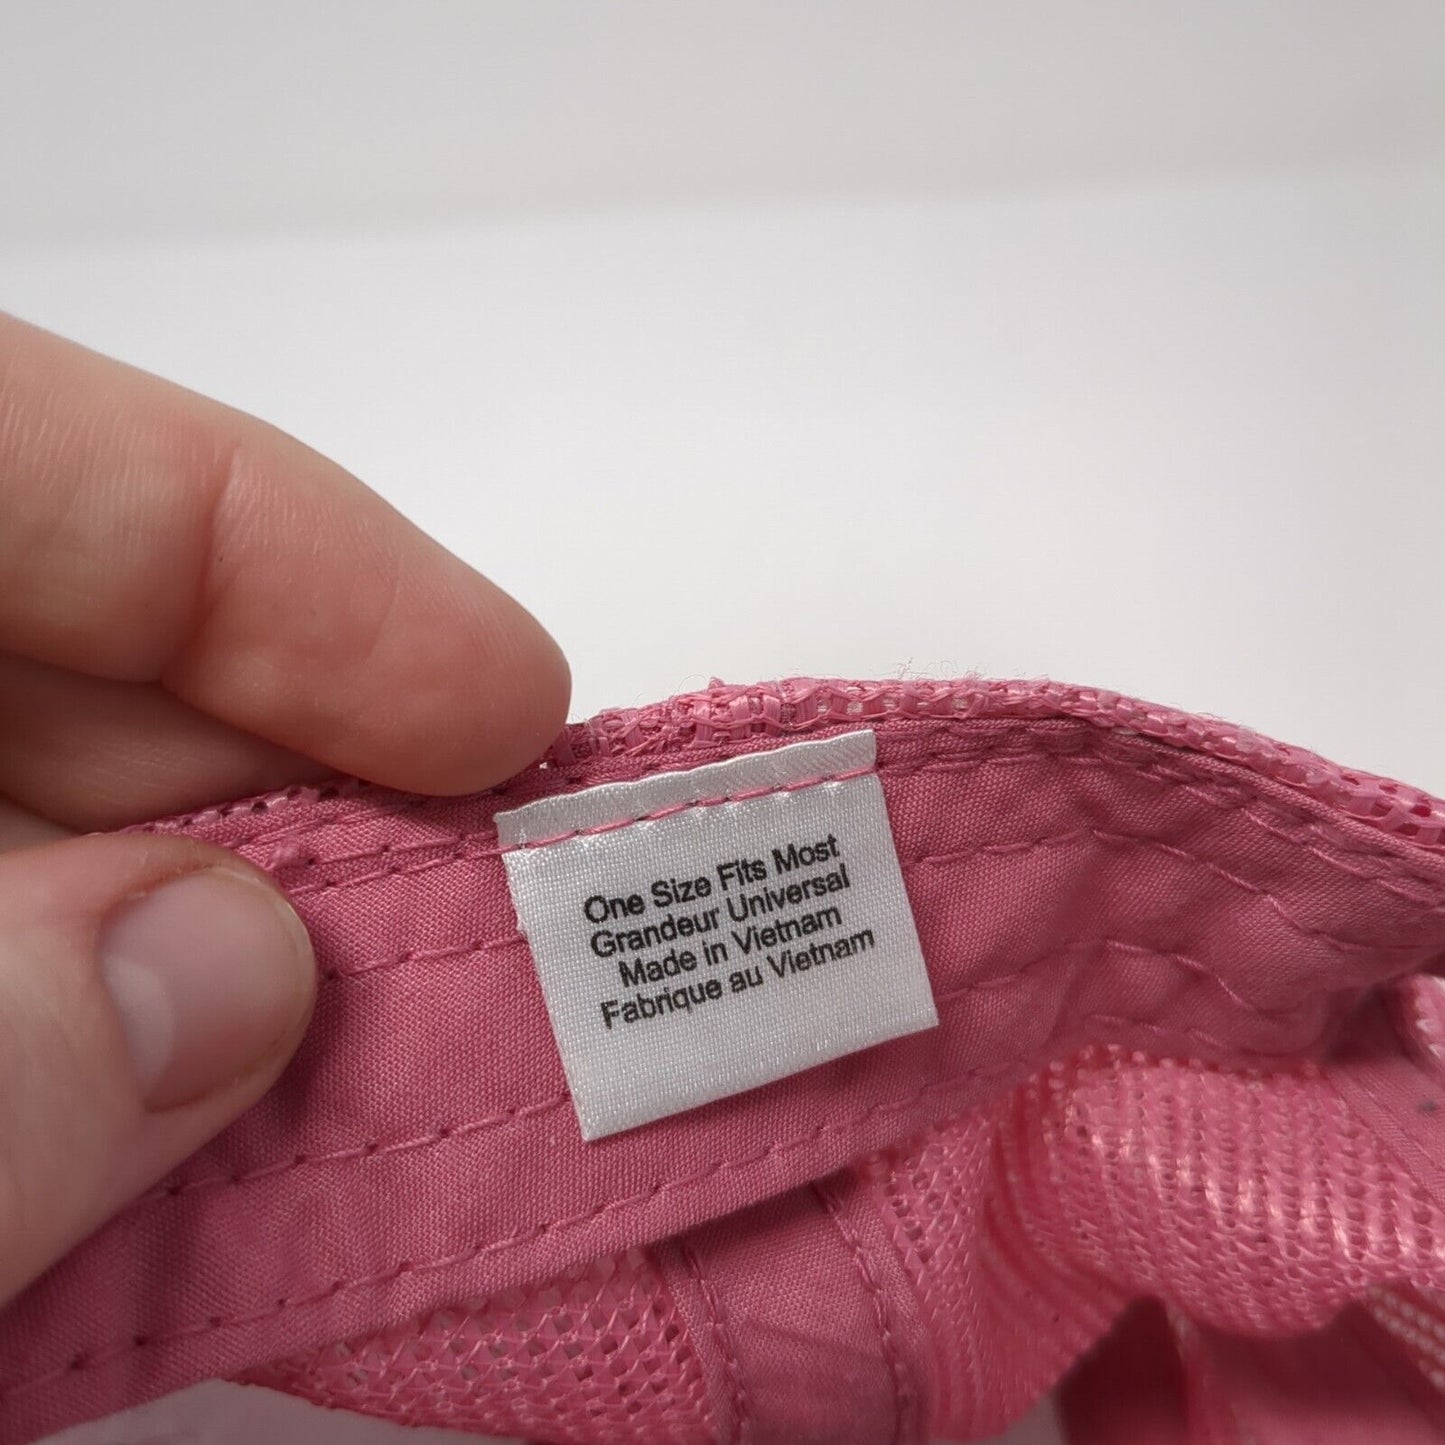 One Size Fits Most
Grandeur Universal
Made in Vietnam
Fabrique au Vietnam